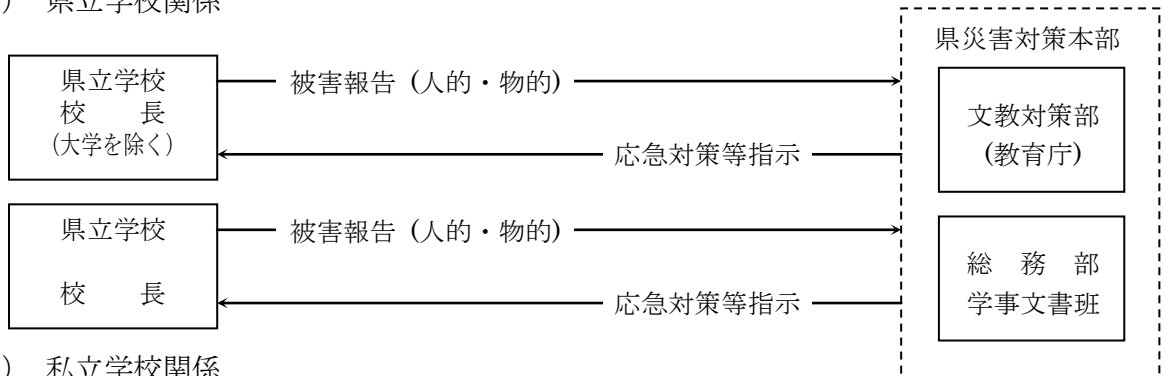 ） 県立学校関係
県災害対策本部
県立学校
校　　長
(大学を除く)
被害報告 (人的・物的)
応急対策等指示
文教対策部
(教育庁)
県立学校
校　　長
被害報告 (人的・物的)
応急対策等指示
総　務　部
学事文書班
） 私立学校関係